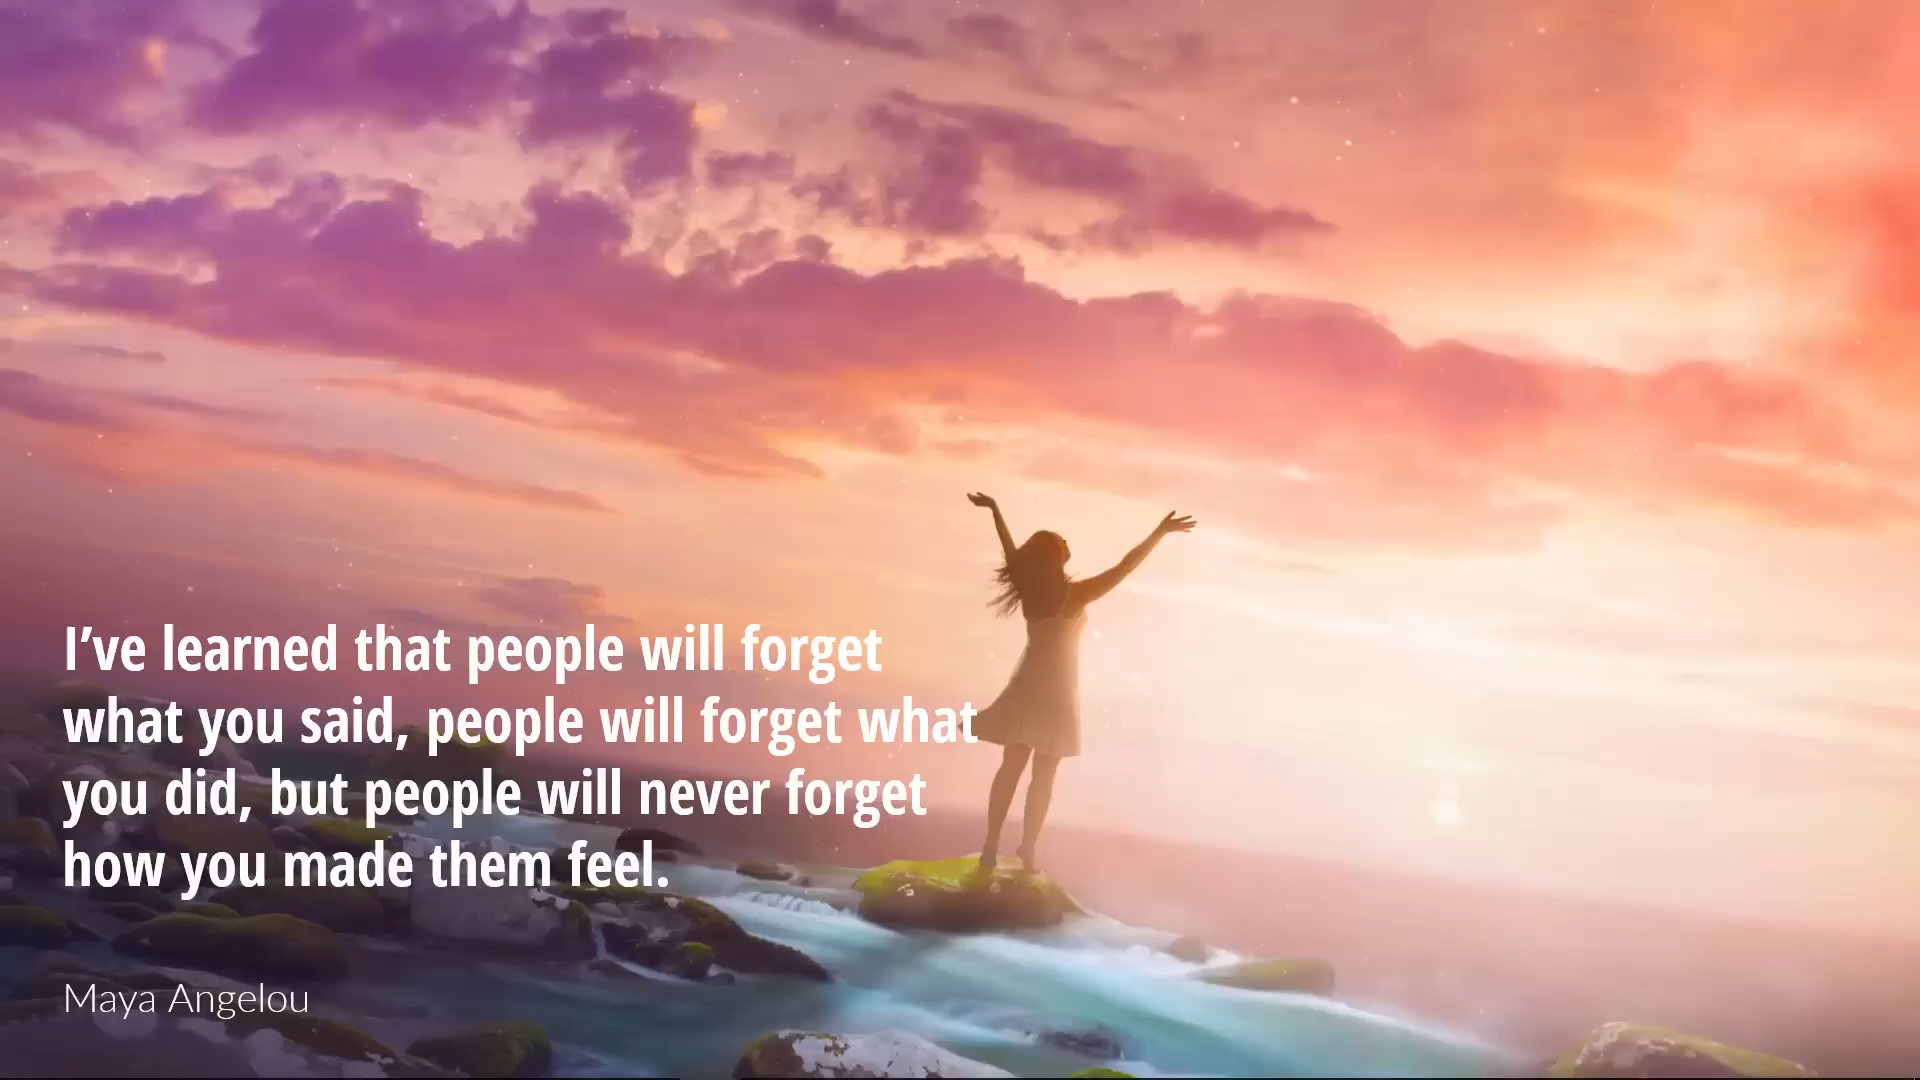 I’ve learned that people will forget
what you said, people will forget what
you did, but people will never forget
how you made them feel.
Maya Angelou